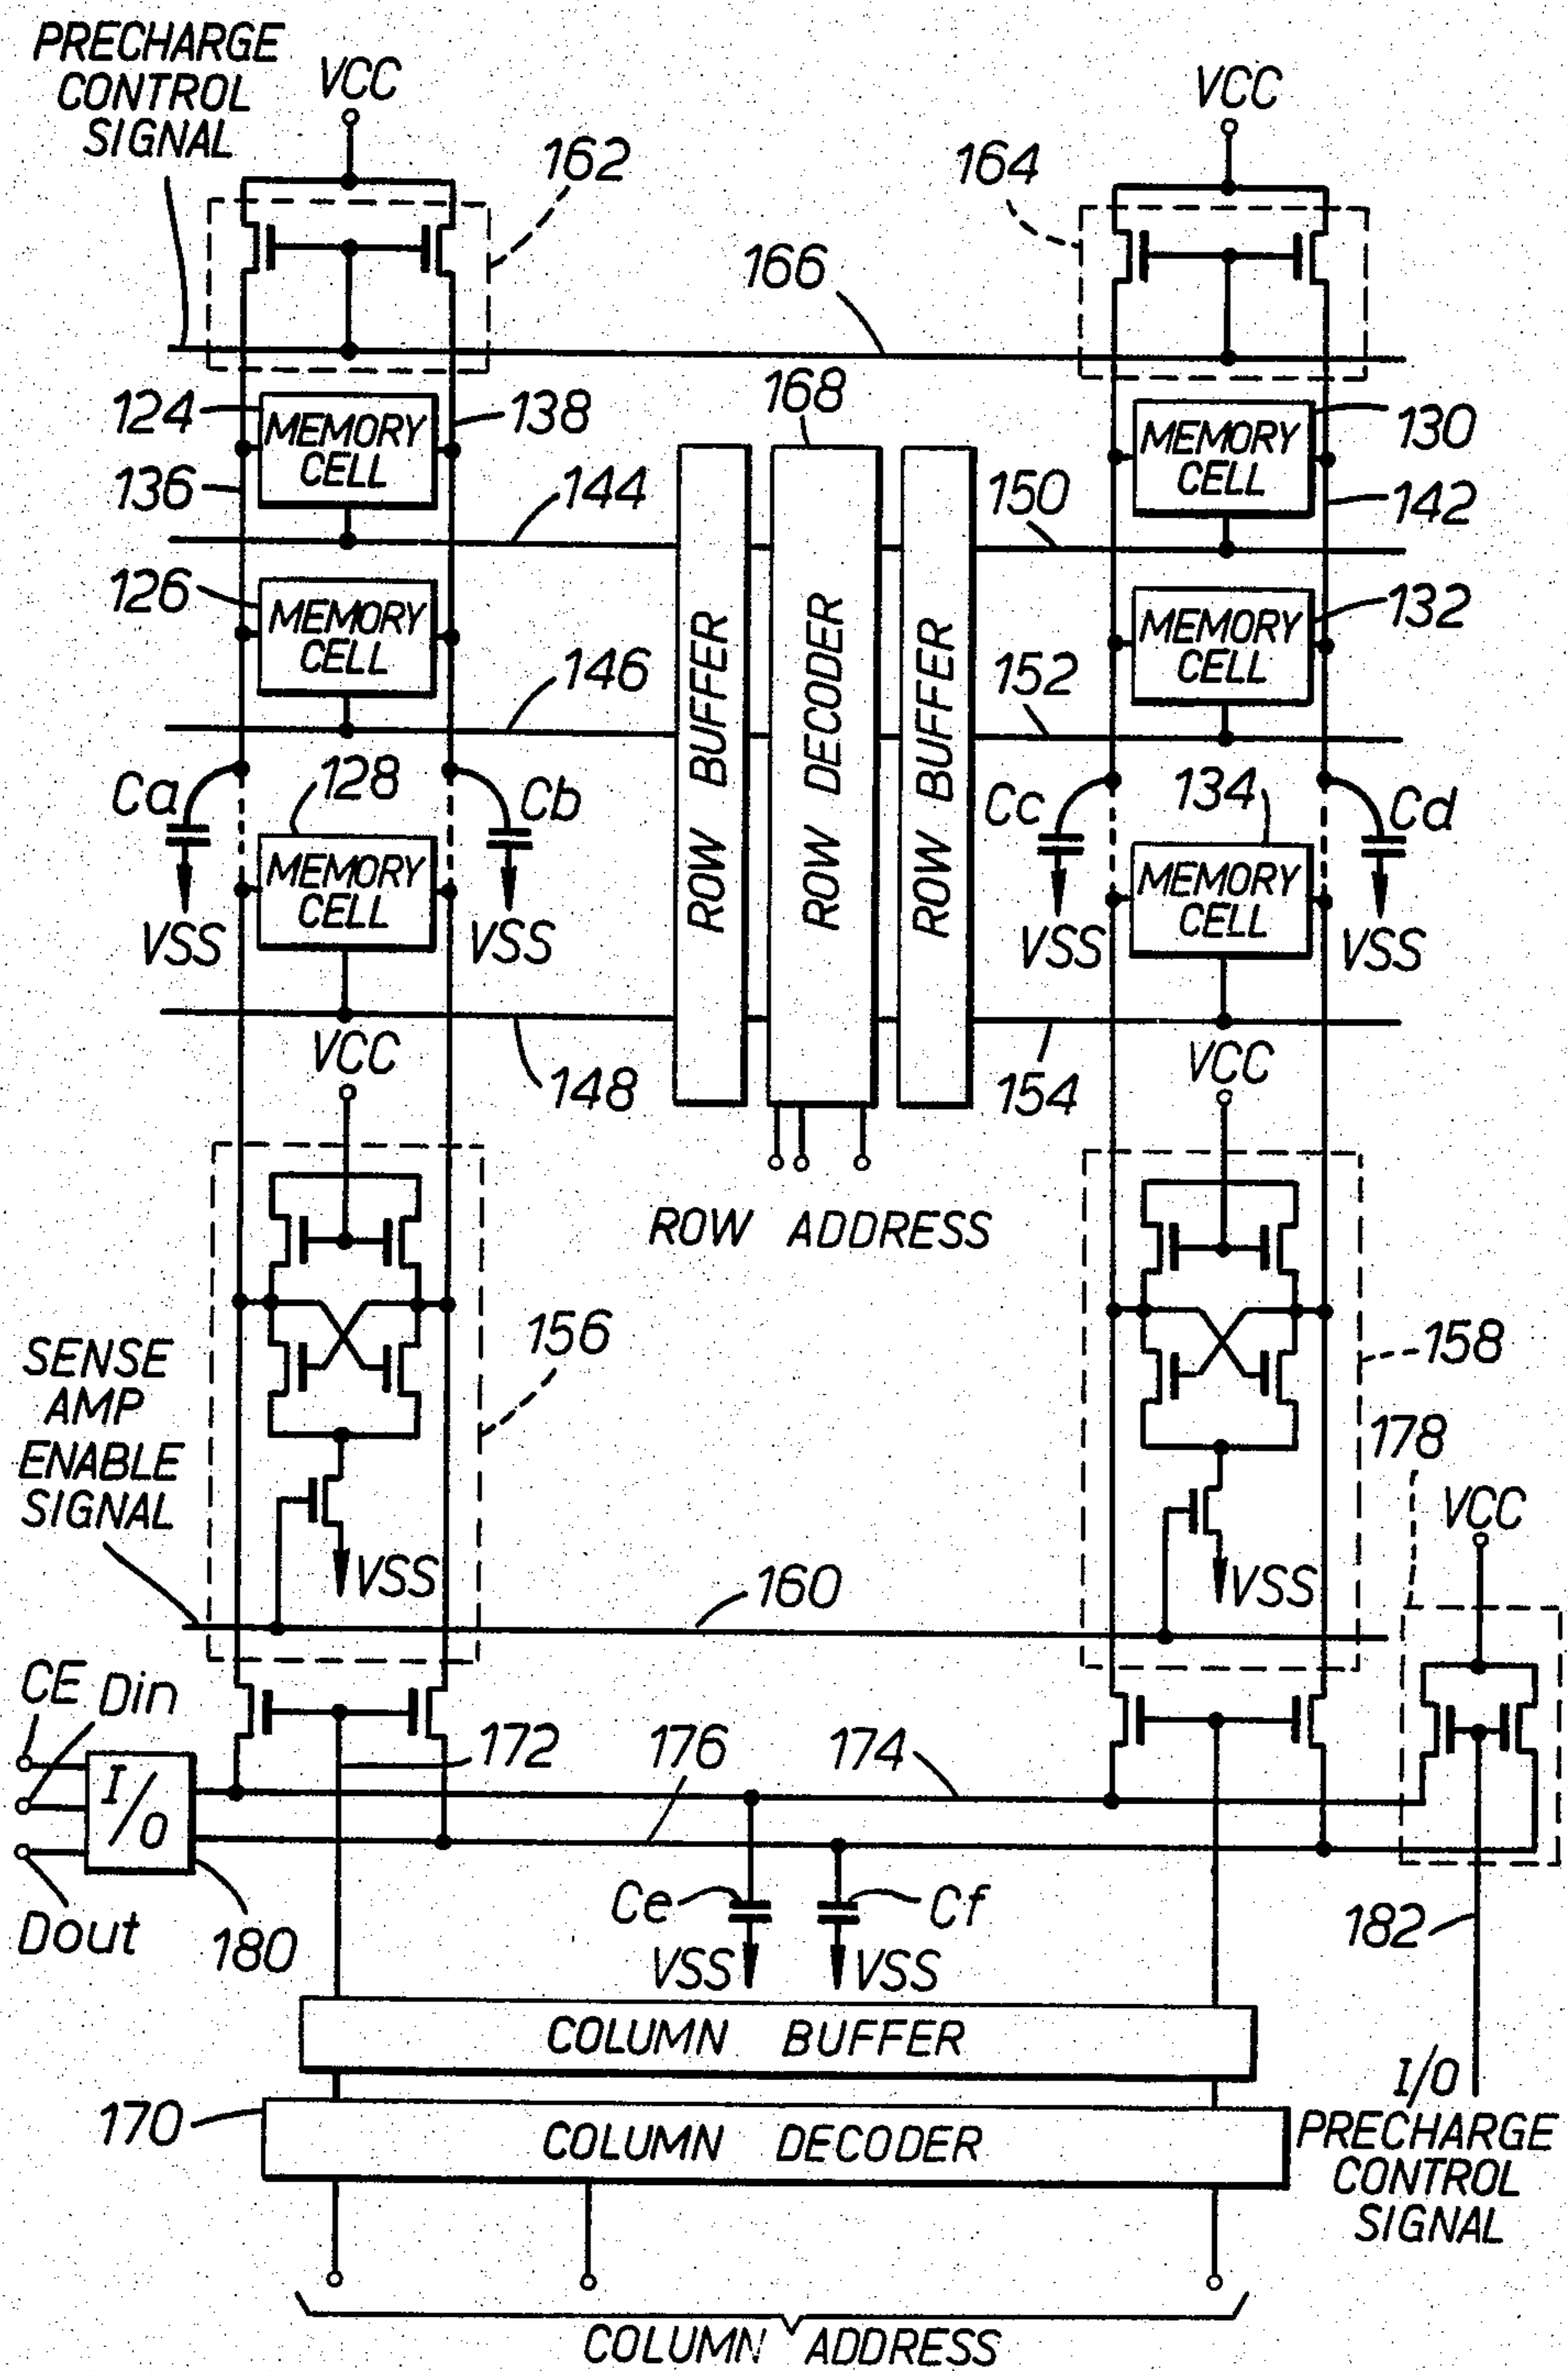 PRECHARGE
CONTROL
SIGNAL
VCC
VCC
162
164
166
168
124
MEMORY
CELL
138
136
144
MEMORY
CELL
130
150
142
126
MEMORY
CELL
146
MEMORY
CELL
132
152
ROW BUFFER
ROW DECODER
ROW BUFFER
Ca
128
Cb
Cc
134
Cd
MEMORY
CELL
MEMORY
CELL
VSS
VSS
VSS
VSS
VCC
148
154
VCC
ROW ADDRESS
156
158
SENSE
AMP
ENABLE
SIGNAL
178
VCC
VSS
VSS
160
CE
Din
I/O
172
176
174
Dout
180
Ce
Cf
182
VSS
VSS
COLUMN BUFFER
I/O
PRECHARGE
CONTROL
SIGNAL
170
COLUMN DECODER
COLUMN ADDRESS